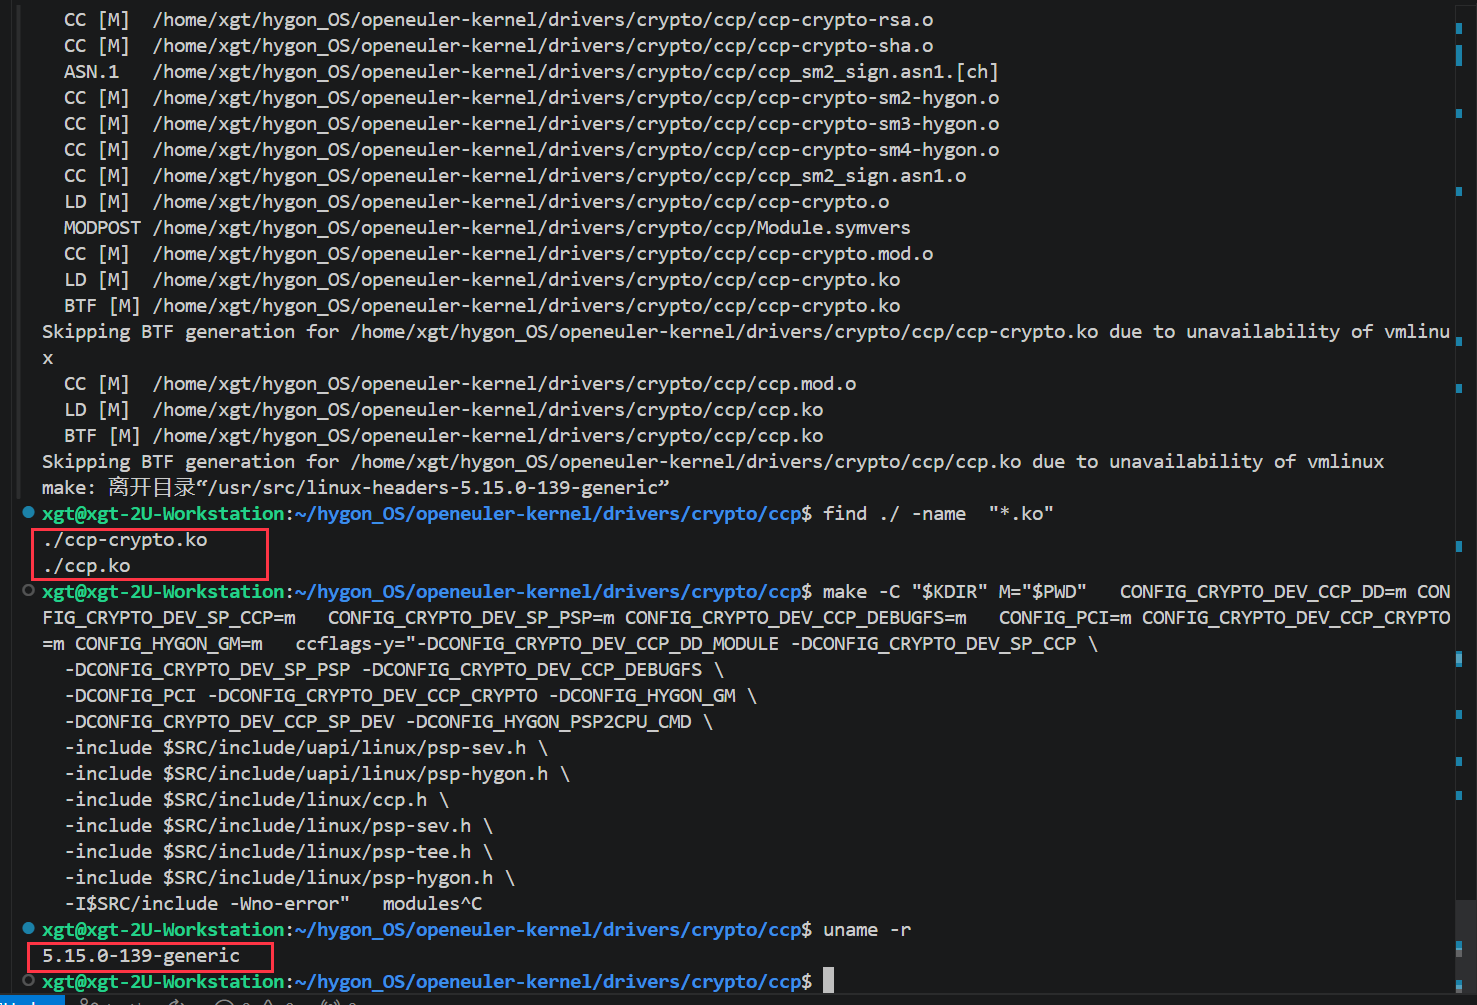 CC [M]  /home/xgt/hygon_OS/openeuler-kernel/drivers/crypto/ccp/ccp-crypto-rsa.o
CC [M]  /home/xgt/hygon_OS/openeuler-kernel/drivers/crypto/ccp/ccp-crypto-sha.o
ASN.1   /home/xgt/hygon_OS/openeuler-kernel/drivers/crypto/ccp/ccp_sm2_sign.asn1.[ch]
CC [M]  /home/xgt/hygon_OS/openeuler-kernel/drivers/crypto/ccp/ccp-crypto-sm2-hygon.o
CC [M]  /home/xgt/hygon_OS/openeuler-kernel/drivers/crypto/ccp/ccp-crypto-sm3-hygon.o
CC [M]  /home/xgt/hygon_OS/openeuler-kernel/drivers/crypto/ccp/ccp-crypto-sm4-hygon.o
CC [M]  /home/xgt/hygon_OS/openeuler-kernel/drivers/crypto/ccp/ccp_sm2_sign.asn1.o
LD [M]  /home/xgt/hygon_OS/openeuler-kernel/drivers/crypto/ccp/ccp-crypto.o
MODPOST /home/xgt/hygon_OS/openeuler-kernel/drivers/crypto/ccp/Module.symvers
CC [M]  /home/xgt/hygon_OS/openeuler-kernel/drivers/crypto/ccp/ccp-crypto.mod.o
LD [M]  /home/xgt/hygon_OS/openeuler-kernel/drivers/crypto/ccp/ccp-crypto.ko
BTF [M] /home/xgt/hygon_OS/openeuler-kernel/drivers/crypto/ccp/ccp-crypto.ko
Skipping BTF generation for /home/xgt/hygon_OS/openeuler-kernel/drivers/crypto/ccp/ccp-crypto.ko due to unavailability of vmlinu
x
CC [M]  /home/xgt/hygon_OS/openeuler-kernel/drivers/crypto/ccp/ccp.mod.o
LD [M]  /home/xgt/hygon_OS/openeuler-kernel/drivers/crypto/ccp/ccp.ko
BTF [M] /home/xgt/hygon_OS/openeuler-kernel/drivers/crypto/ccp/ccp.ko
Skipping BTF generation for /home/xgt/hygon_OS/openeuler-kernel/drivers/crypto/ccp/ccp.ko due to unavailability of vmlinux
make: 离开目录“/usr/src/linux-headers-5.15.0-139-generic”
xgt@xgt-2U-Workstation:~/hygon_OS/openeuler-kernel/drivers/crypto/ccp$ find ./ -name  "*.ko"
./ccp-crypto.ko
./ccp.ko
xgt@xgt-2U-Workstation:~/hygon_OS/openeuler-kernel/drivers/crypto/ccp$ make -C "$KDIR" M="$PWD"   CONFIG_CRYPTO_DEV_CCP_DD=m CON
FIG_CRYPTO_DEV_SP_CCP=m   CONFIG_CRYPTO_DEV_SP_PSP=m CONFIG_CRYPTO_DEV_CCP_DEBUGFS=m   CONFIG_PCI=m CONFIG_CRYPTO_DEV_CCP_CRYPTO
=m CONFIG_HYGON_GM=m   ccflags-y="-DCONFIG_CRYPTO_DEV_CCP_DD_MODULE -DCONFIG_CRYPTO_DEV_SP_CCP \
-DCONFIG_CRYPTO_DEV_SP_PSP -DCONFIG_CRYPTO_DEV_CCP_DEBUGFS \
-DCONFIG_PCI -DCONFIG_CRYPTO_DEV_CCP_CRYPTO -DCONFIG_HYGON_GM \
-DCONFIG_CRYPTO_DEV_CCP_SP_DEV -DCONFIG_HYGON_PSP2CPU_CMD \
-include $SRC/include/uapi/linux/psp-sev.h \
-include $SRC/include/uapi/linux/psp-hygon.h \
-include $SRC/include/linux/ccp.h \
-include $SRC/include/linux/psp-sev.h \
-include $SRC/include/linux/psp-tee.h \
-include $SRC/include/linux/psp-hygon.h \
-I$SRC/include -Wno-error"   modules^C
xgt@xgt-2U-Workstation:~/hygon_OS/openeuler-kernel/drivers/crypto/ccp$ uname -r
5.15.0-139-generic
xgt@xgt-2U-Workstation:~/hygon_OS/openeuler-kernel/drivers/crypto/ccp$